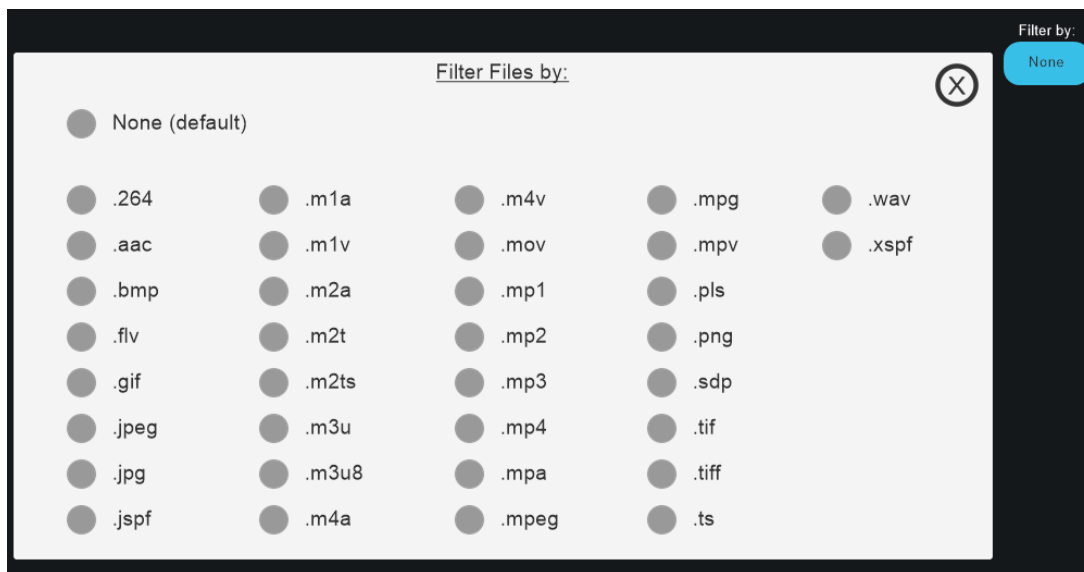 Filter by:
None
Filter Files by:
X
None (default)
.264 .m1a .m4v .mpg .wav
.aac .m1v .mov .mpv .xspf
.bmp .m2a .mp1 .pls
.flv .m2t .mp2 .png
.gif .m2ts .mp3 .sdp
.jpeg .m3u .mp4 .tif
.jpg .m3u8 .mpa .tiff
.jspf .m4a .mpeg .ts